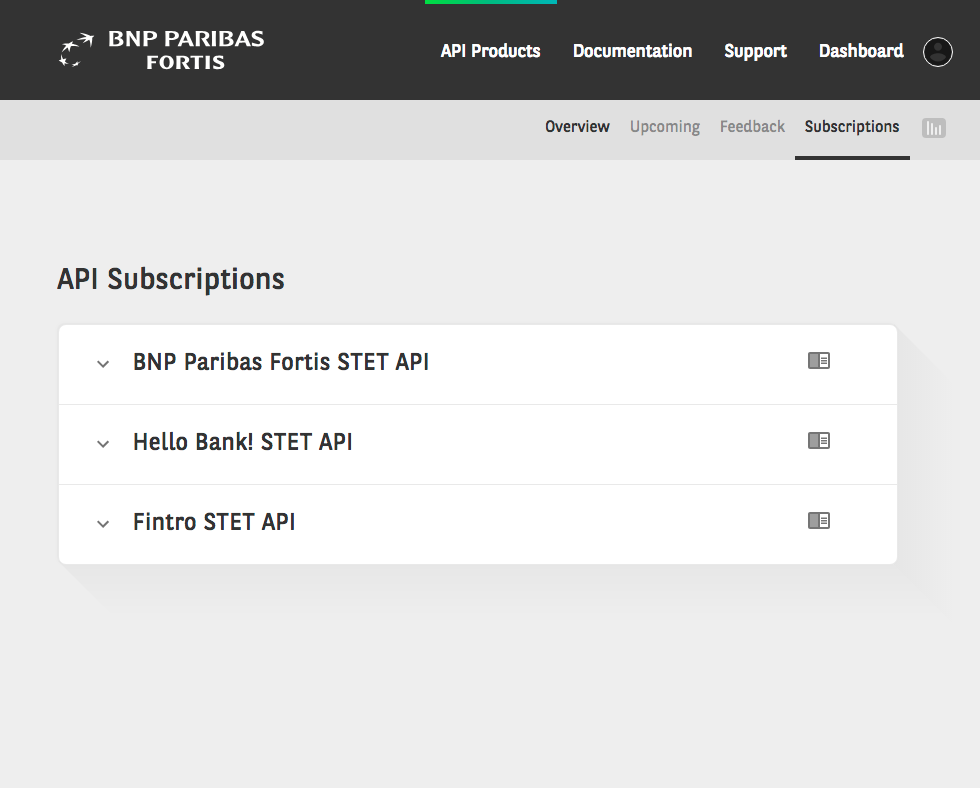 BNP PARIBAS
FORTIS
API Products Documentation Support Dashboard
Overview Upcoming Feedback Subscriptions
API Subscriptions
BNP Paribas Fortis STET API
Hello Bank! STET API
Fintro STET API